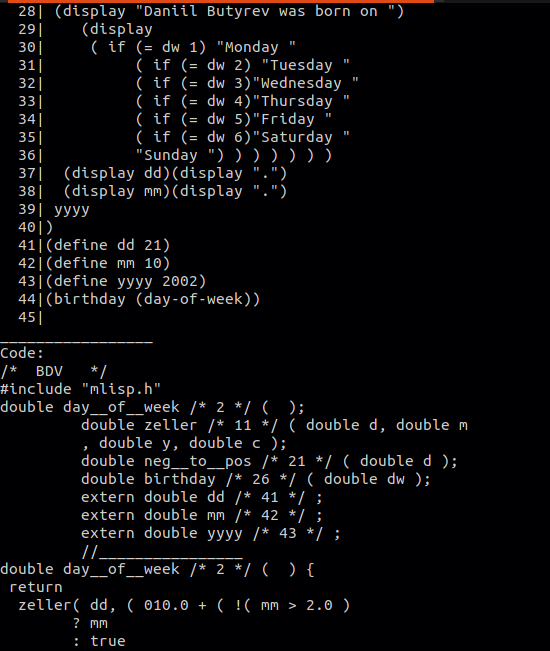 28| (display "Daniil Butyrev was born on ")
29|    (display
30|     ( if (= dw 1) "Monday "
31|          ( if (= dw 2) "Tuesday "
32|          ( if (= dw 3)"Wednesday "
33|          ( if (= dw 4)"Thursday "
34|          ( if (= dw 5)"Friday "
35|          ( if (= dw 6)"Saturday "
36|          "Sunday ") ) ) ) ) ) )
37|  (display dd)(display ".")
38|  (display mm)(display ".")
39| yyyy
40|)
41|(define dd 21)
42|(define mm 10)
43|(define yyyy 2002)
44|(birthday (day-of-week))
45|
_________________
Code:
/*  BDV   */
#include "mlisp.h"
double day__of__week /* 2 */ (  );
         double zeller /* 11 */ ( double d, double m
         , double y, double c );
         double neg__to__pos /* 21 */ ( double d );
         double birthday /* 26 */ ( double dw );
         extern double dd /* 41 */ ;
         extern double mm /* 42 */ ;
         extern double yyyy /* 43 */ ;
         //________________
double day__of__week /* 2 */ (  ) {
 return
  zeller( dd, ( 010.0 + ( !( mm > 2.0 )
        ? mm
        : true